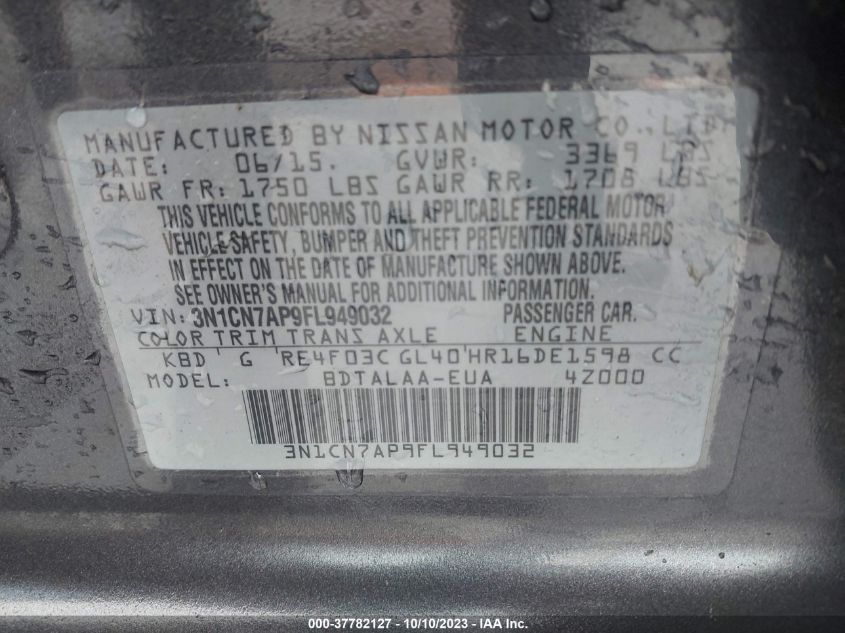 MANUFACTURED BY NISSAN MOTOR CO., LTD
DATE: 06/15. GVWR: 3369 LBS
GAWR FR: 1750 LBS GAWR RR: 1708 LBS
THIS VEHICLE CONFORMS TO ALL APPLICABLE FEDERAL MOTOR
VEHICLE SAFETY, BUMPER AND THEFT PREVENTION STANDARDS
IN EFFECT ON THE DATE OF MANUFACTURE SHOWN ABOVE.
SEE OWNER'S MANUAL FOR ADDITIONAL INFORMATION.
VIN: 3N1CN7AP9FL949032 PASSENGER CAR.
COLOR TRIM TRANS AXLE ENGINE
KBD G RE4F03C GL40 HR16DE1598 CC
MODEL: BDTALAA-EUA 4Z000
3N1CN7AP9FL949032
000-37782127 - 10/10/2023 - IAA Inc.